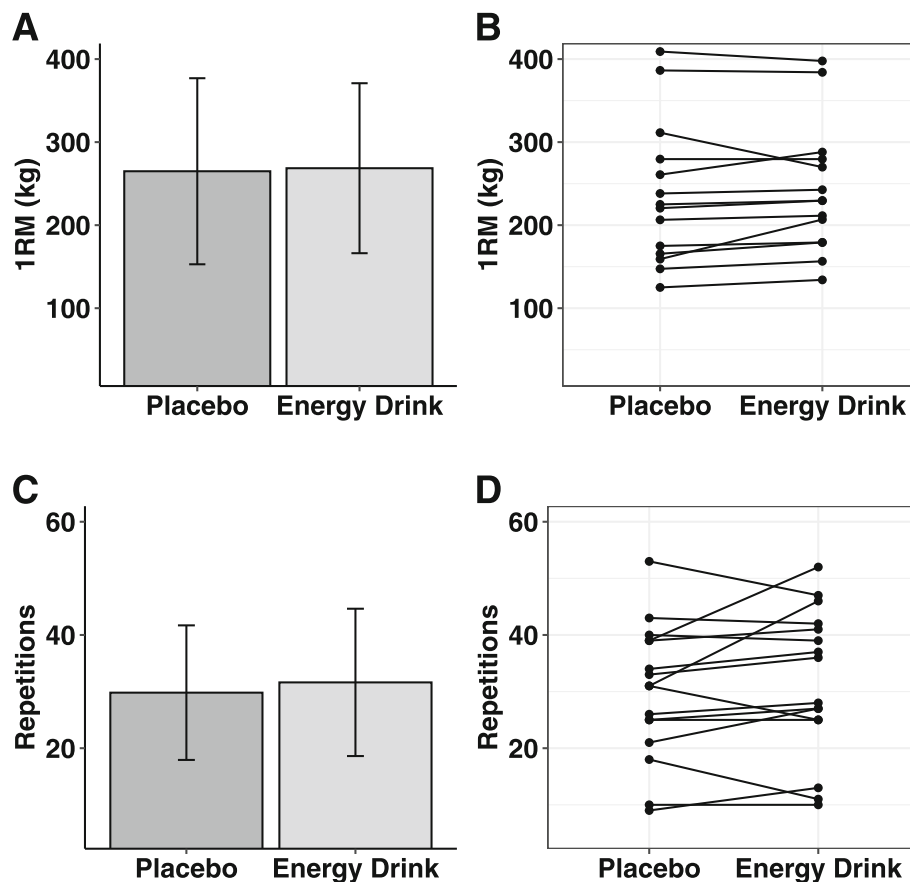 A
1RM (kg)
400
300
200
100
Placebo Energy Drink
B
1RM (kg)
400
300
200
100
Placebo Energy Drink
C
Repetitions
60
40
20
Placebo Energy Drink
D
Repetitions
60
40
20
Placebo Energy Drink